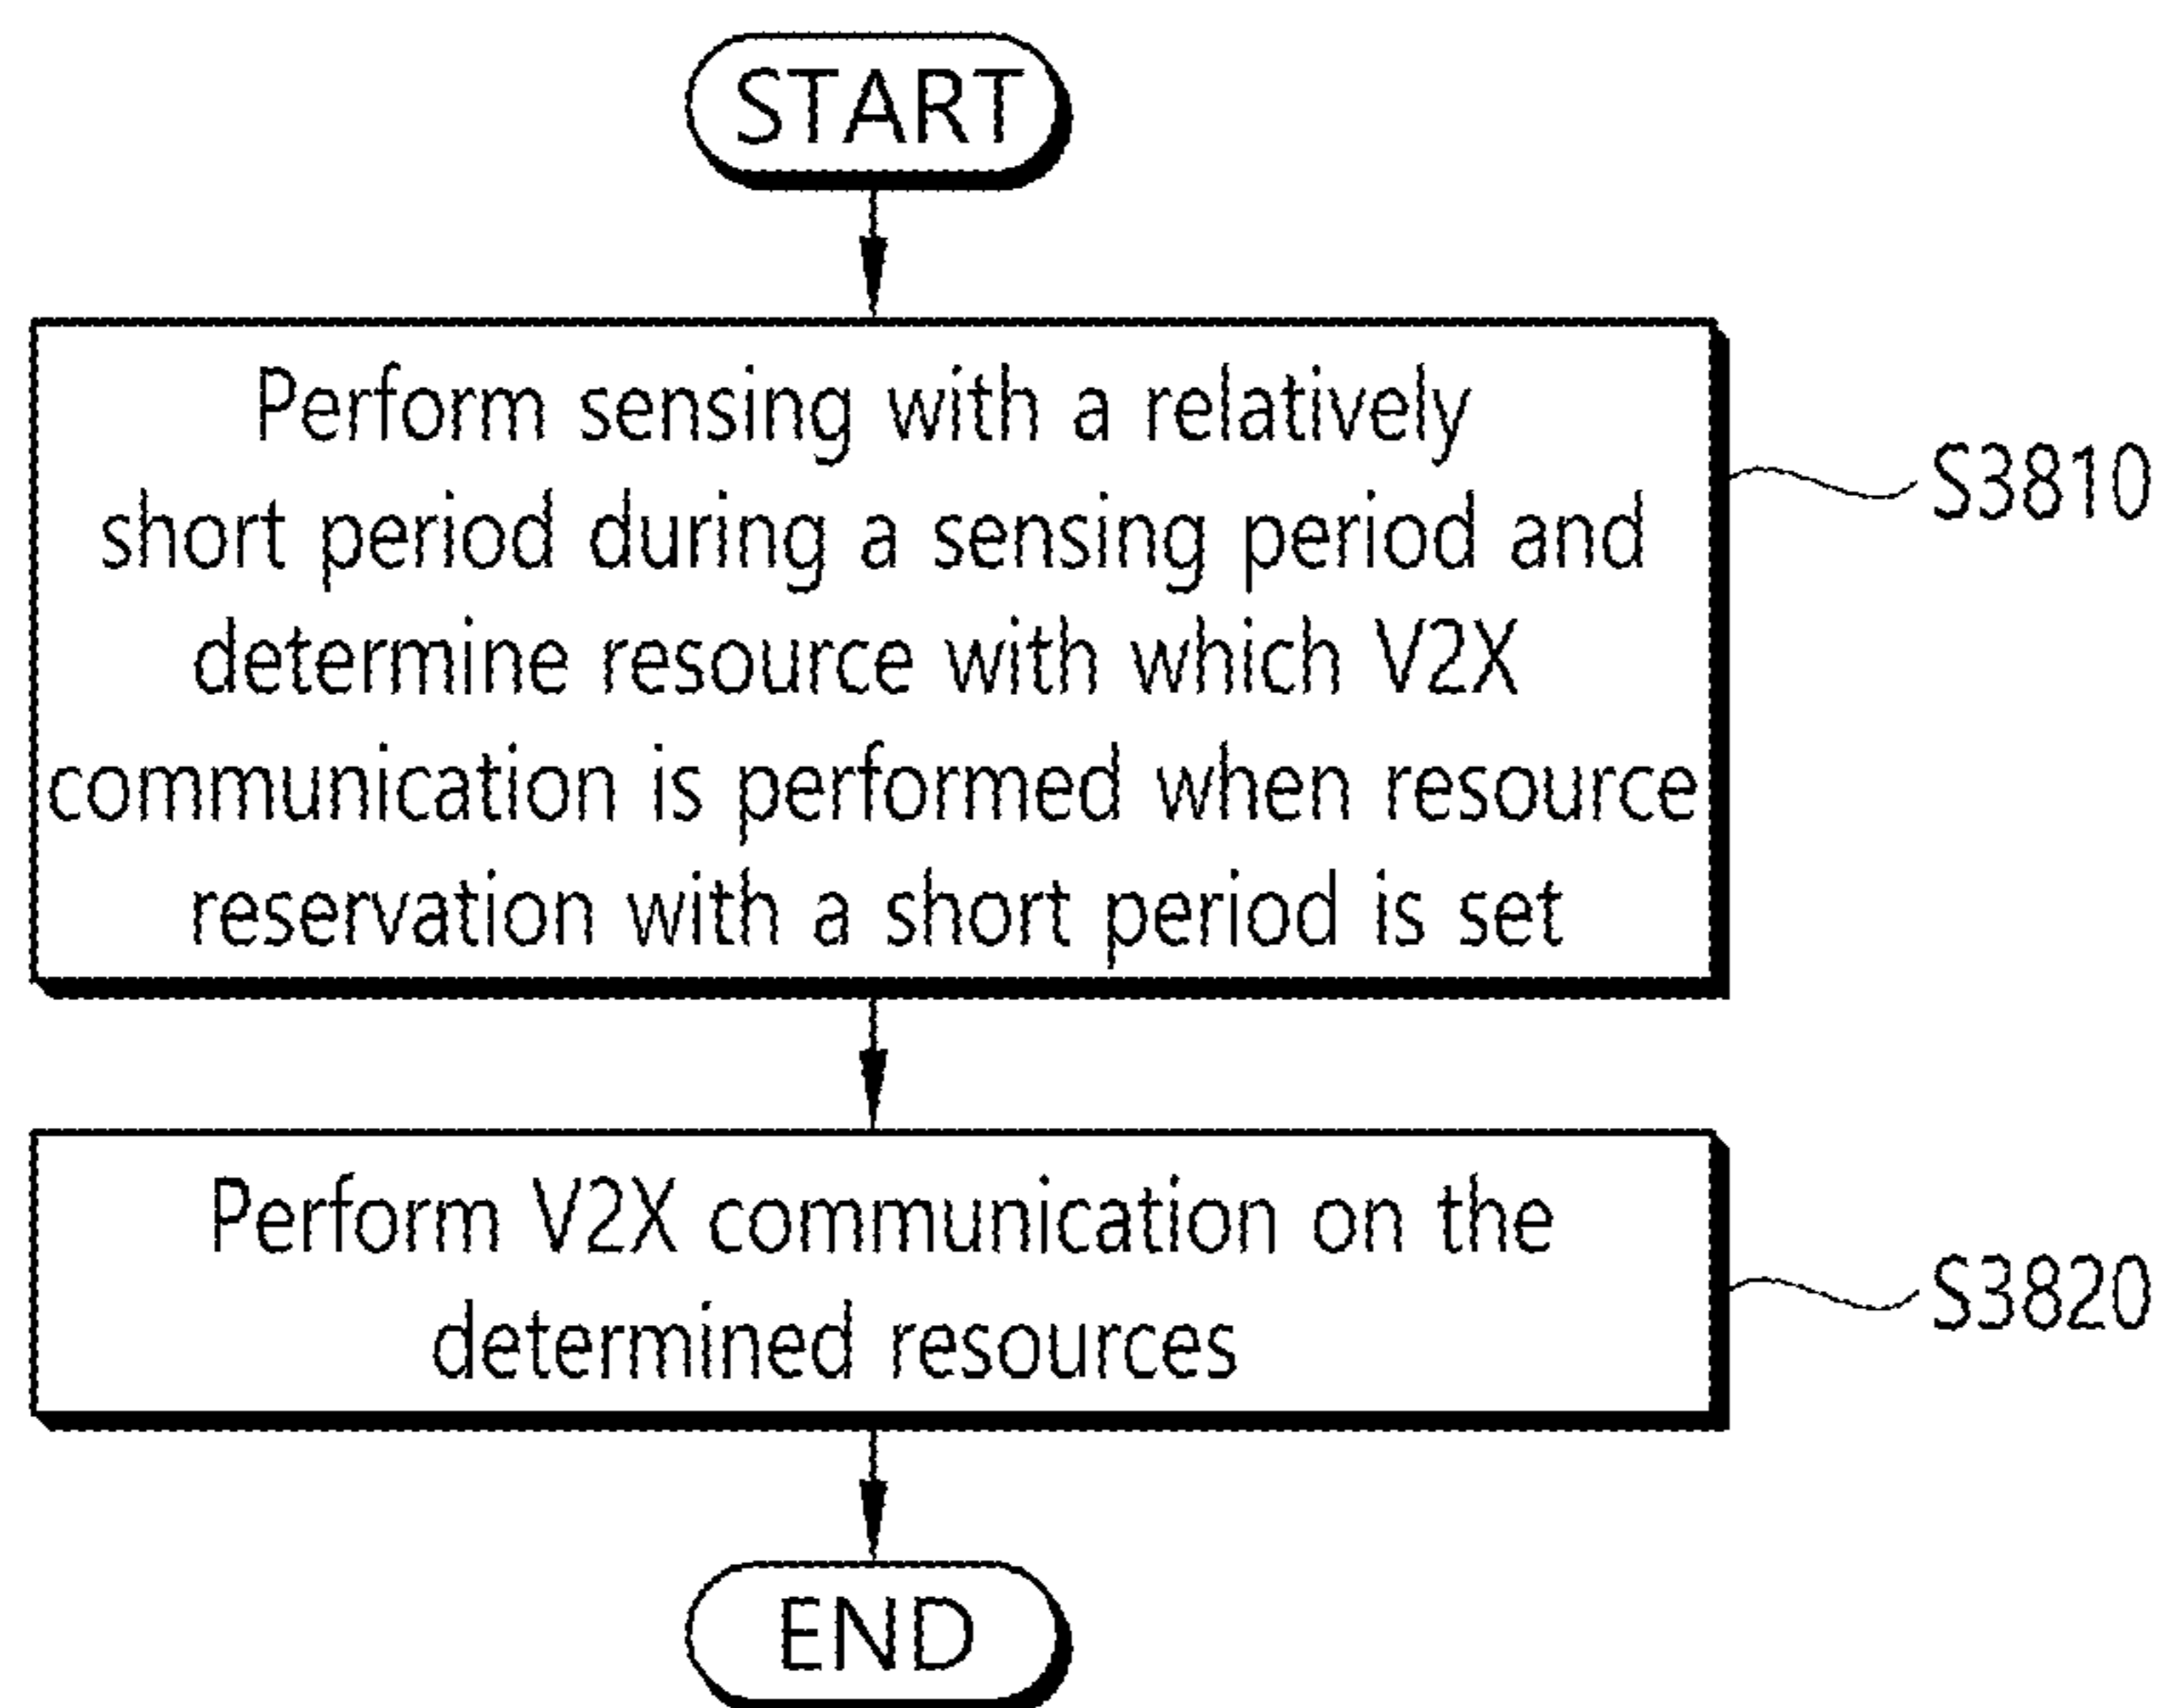 START
Perform sensing with a relatively
short period during a sensing period and
determine resource with which V2X
communication is performed when resource
reservation with a short period is set
S3810
Perform V2X communication on the
determined resources
S3820
END